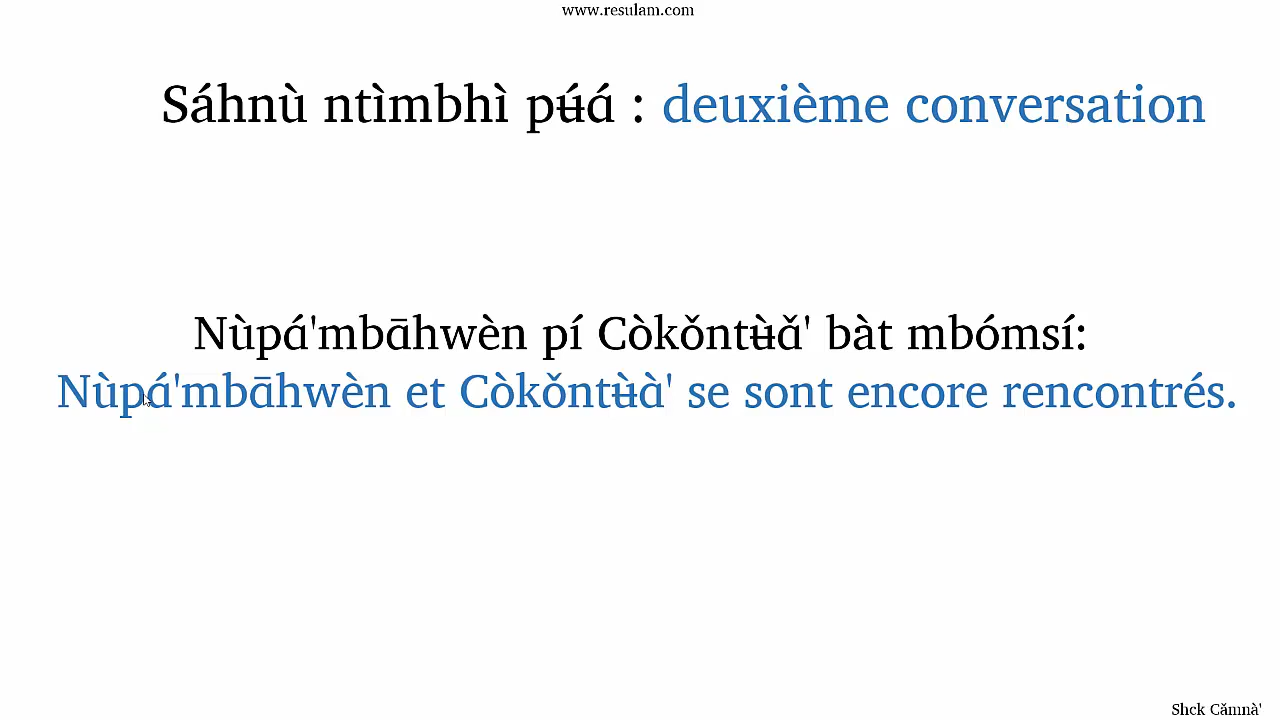 www.resulam.com
Sáhnù ntìmbhì pʉ́á : deuxième conversation
Nùpá'mbāhwèn pí Còkǒntʉ̀ǎ' bàt mbómsí:
Nùpá'mbāhwèn et Còkǒntʉ̀à' se sont encore rencontrés.
Shck Cǎmnà'